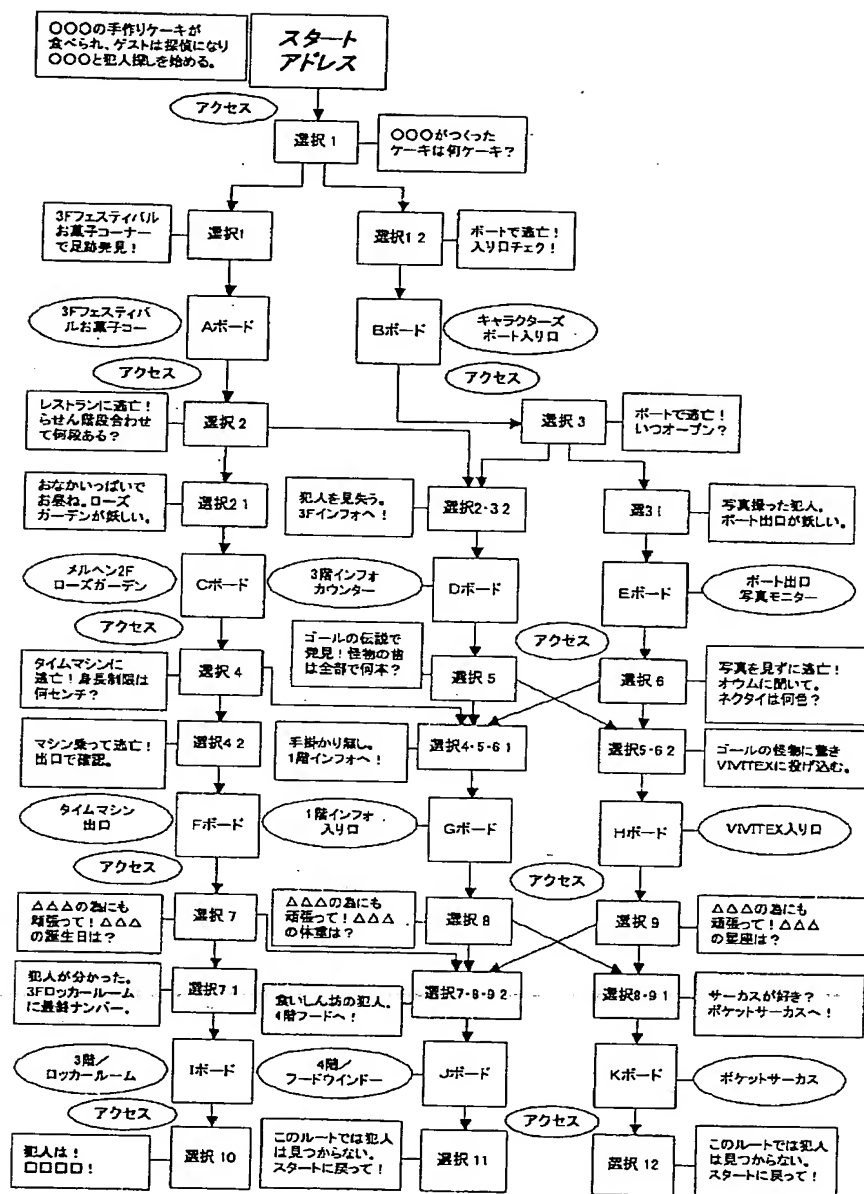 ○○○の手作りケーキが
食べられ、ゲストは探偵になり
○○○と犯人探しを始める。
スタート
アドレス
アクセス
選択1
○○○がつくった
ケーキは何ケーキ？
3Fフェスティバル
お菓子コーナー
で足跡発見！
選択1
選択12
ボートで逃亡！
入り口チェク！
3Fフェスティバ
ルお菓子コー
Aボード
Bボード
キャラクターズ
ボート入り口
アクセス
アクセス
レストランに逃亡！
らせん階段合わせ
て何段ある？
選択2
選択3
ボートで逃亡！
いつオープン？
おなかいっぱいで
お昼ね。ローズ
ガーデンが妖しい。
選択21
犯人を見失う。
3Fインフォへ！
選択2・32
選31
写真撮った犯人。
ボート出口が妖しい。
メルヘン2F
ローズガーデン
Cボード
3階インフォ
カウンター
Dボード
Eボード
ボート出口
写真モニター
アクセス
アクセス
タイムマシンに
逃亡！身長制限は
何センチ？
選択4
ゴールの伝説で
発見！怪物の歯
は全部で何本？
選択5
選択6
写真を見ずに逃亡！
オウムに聞いて。
ネクタイは何色？
マシン乗って逃亡！
出口で確認。
選択42
手掛かり無し。
1階インフォへ！
選択4・5・61
選択5・62
ゴールの怪物に驚き
VIVITEXに投げ込む。
タイムマシン
出口
Fボード
1階インフォ
入り口
Gボード
Hボード
VIVITEX入り口
アクセス
アクセス
△△△の為にも
頑張って！△△△
の誕生日は？
選択7
△△△の為にも
頑張って！△△△
の体重は？
選択8
選択9
△△△の為にも
頑張って！△△△
の星座は？
犯人が分かった。
3Fロッカールーム
に最終ナンバー。
選択71
食いしん坊の犯人。
4階フードへ！
選択7・8・92
選択8・91
サーカスが好き？
ポケットサーカスへ！
3階／
ロッカールーム
Iボード
4階／
フードウインドー
Jボード
Kボード
ポケットサーカス
アクセス
アクセス
犯人は！
□□□□！
選択10
このルートでは犯人
は見つからない。
スタートに戻って！
選択11
選択12
このルートでは犯人
は見つからない。
スタートに戻って！